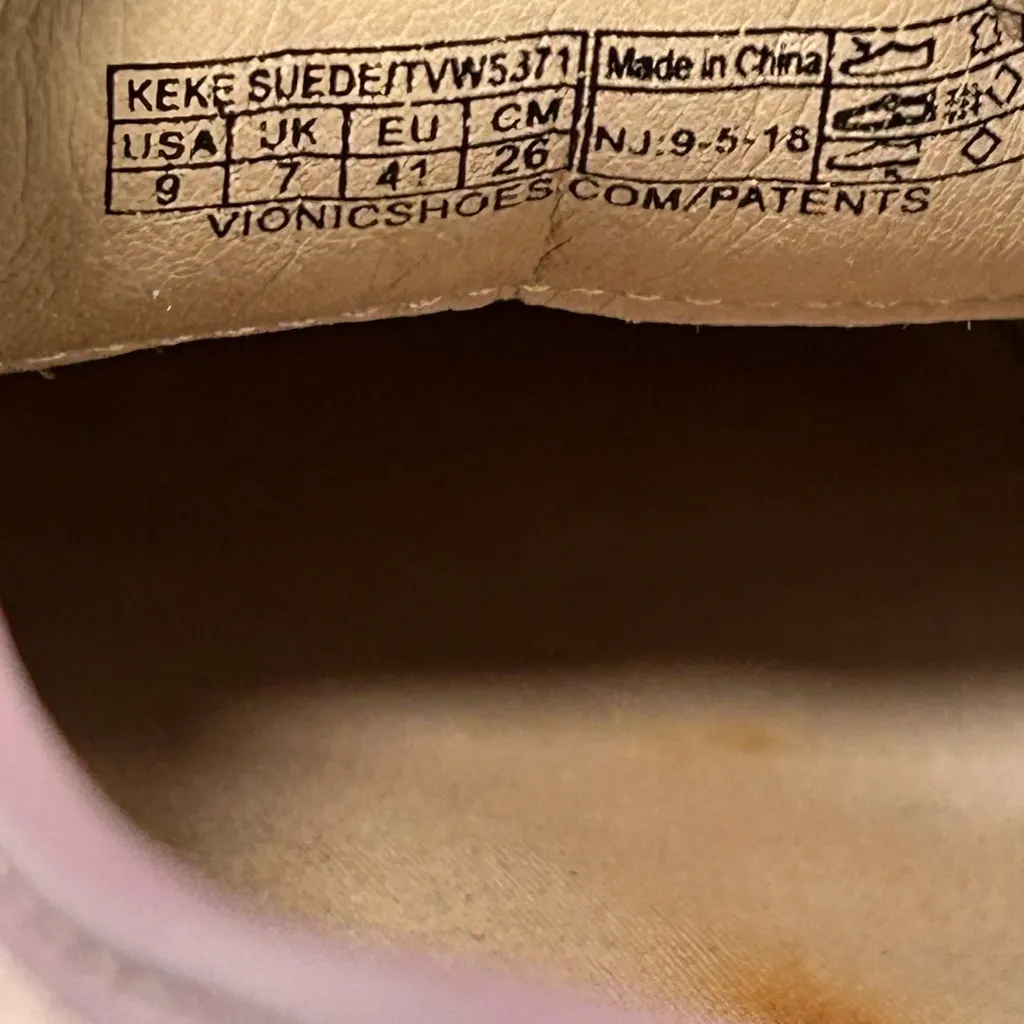 KEKE SUEDE/TVW5371
Made in China
USA UK EU CM
NJ:9-5-18
9 7 41 26
VIONICSHOES.COM/PATENTS